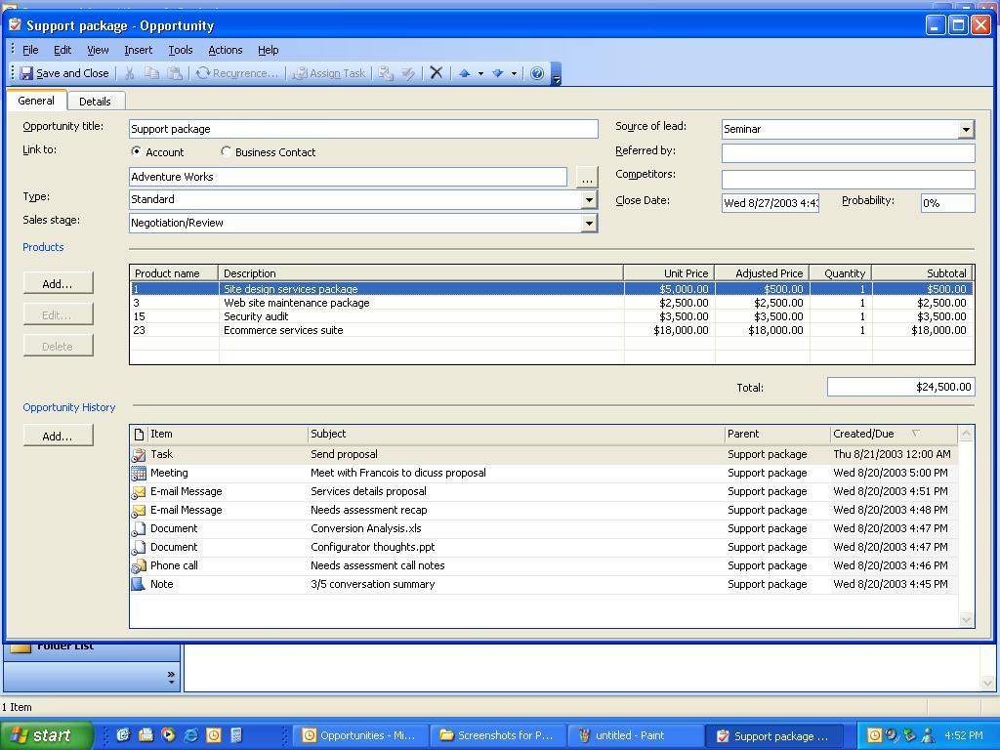 Support package - Opportunity
File Edit View Insert Tools Actions Help
Save and Close Recurrence... Assign Task
General Details
Opportunity title: Support package Source of lead: Seminar
Link to: Account Business Contact Referred by:
Adventure Works ... Competitors:
Type: Standard Close Date: Wed 8/27/2003 4:4 Probability: 0%
Sales stage: Negotiation/Review
Products
Product name Description Unit Price Adjusted Price Quantity Subtotal
Add... 1 Site design services package $5,000.00 $500.00 1 $500.00
3 Web site maintenance package $2,500.00 $2,500.00 1 $2,500.00
Edit... 15 Security audit $3,500.00 $3,500.00 1 $3,500.00
23 Ecommerce services suite $18,000.00 $18,000.00 1 $18,000.00
Delete
Total: $24,500.00
Opportunity History
Add... Item Subject Parent Created/Due
Task Send proposal Support package Thu 8/21/2003 12:00 AM
Meeting Meet with Francois to dicuss proposal Support package Wed 8/20/2003 5:00 PM
E-mail Message Services details proposal Support package Wed 8/20/2003 4:51 PM
E-mail Message Needs assessment recap Support package Wed 8/20/2003 4:48 PM
Document Conversion Analysis.xls Support package Wed 8/20/2003 4:47 PM
Document Configurator thoughts.ppt Support package Wed 8/20/2003 4:47 PM
Phone call Needs assessment call notes Support package Wed 8/20/2003 4:46 PM
Note 3/5 conversation summary Support package Wed 8/20/2003 4:45 PM
Folder List
1 Item
start Opportunities - Mi... Screenshots for P... untitled - Paint Support package ... 4:52 PM